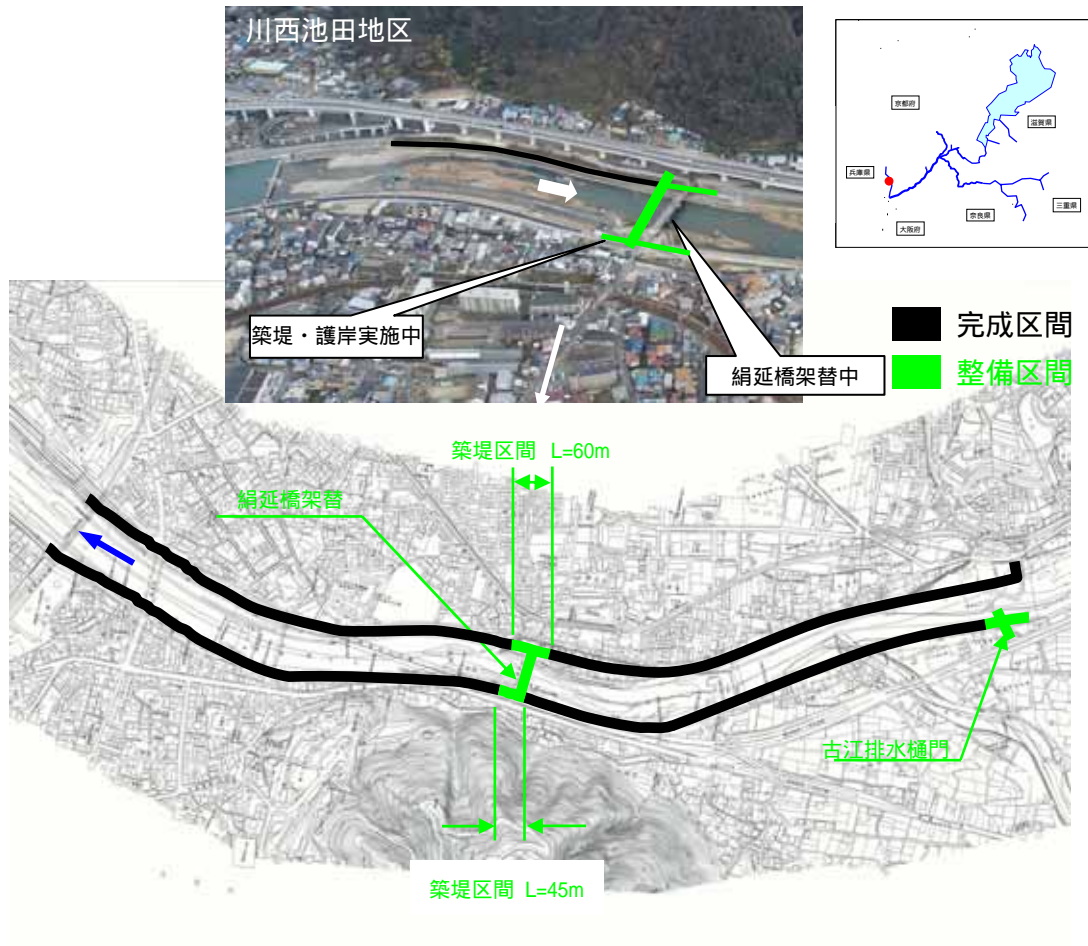 川西池田地区
築堤・護岸実施中
絹延橋架替中
京都府
滋賀県
兵庫県
三重県
奈良県
大阪府
完成区間
整備区間
築堤区間 L=60m
絹延橋架替
古江排水樋門
築堤区間 L=45m